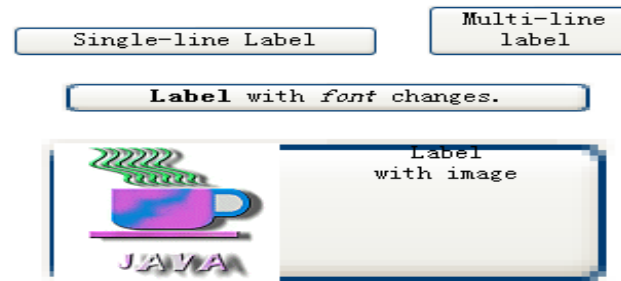 Single-line Label
Multi-line
label
Label with font changes.
Label
with image
JAVA